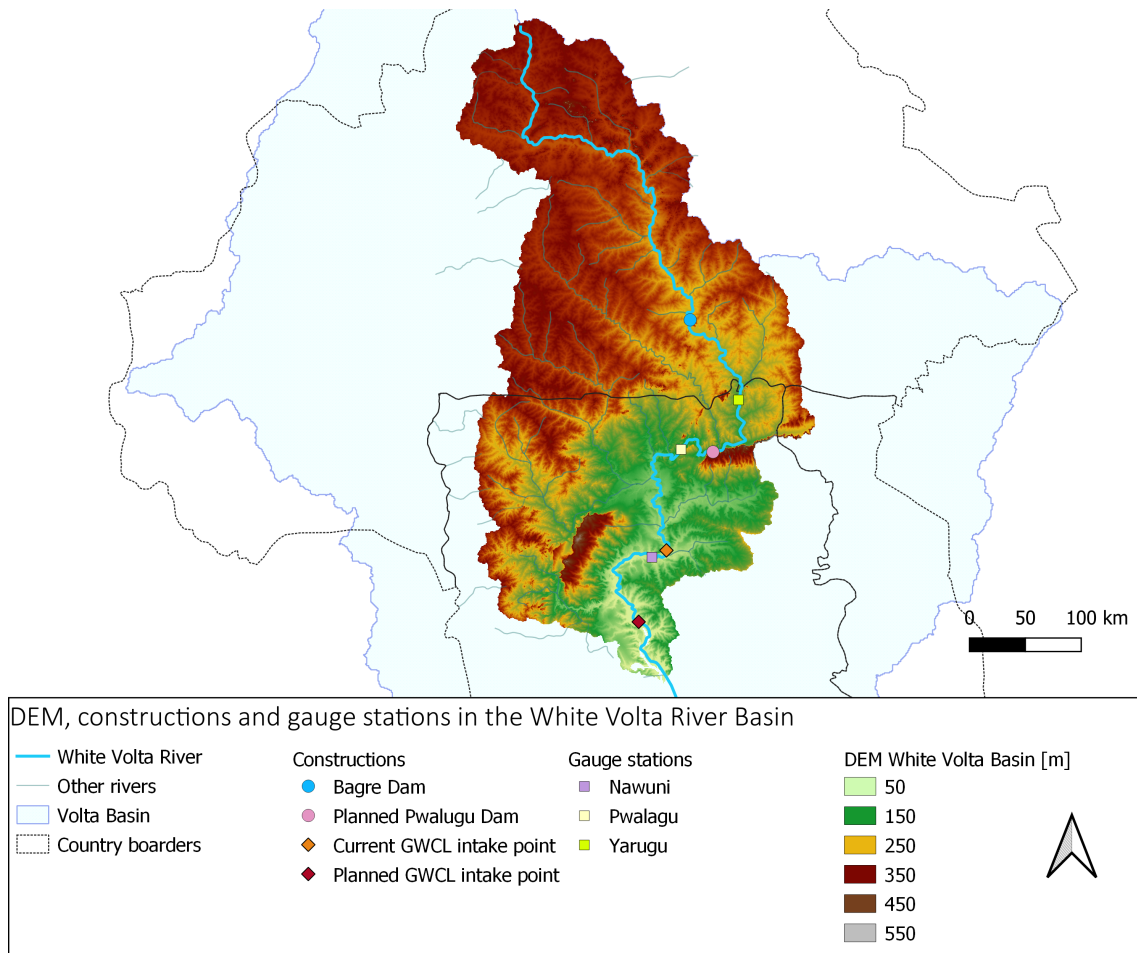 0 50 100 km
DEM, constructions and gauge stations in the White Volta River Basin
White Volta River
Other rivers
Volta Basin
Country boarders
Constructions
Bagre Dam
Planned Pwalugu Dam
Current GWCL intake point
Planned GWCL intake point
Gauge stations
Nawuni
Pwalagu
Yarugu
DEM White Volta Basin [m]
50
150
250
350
450
550